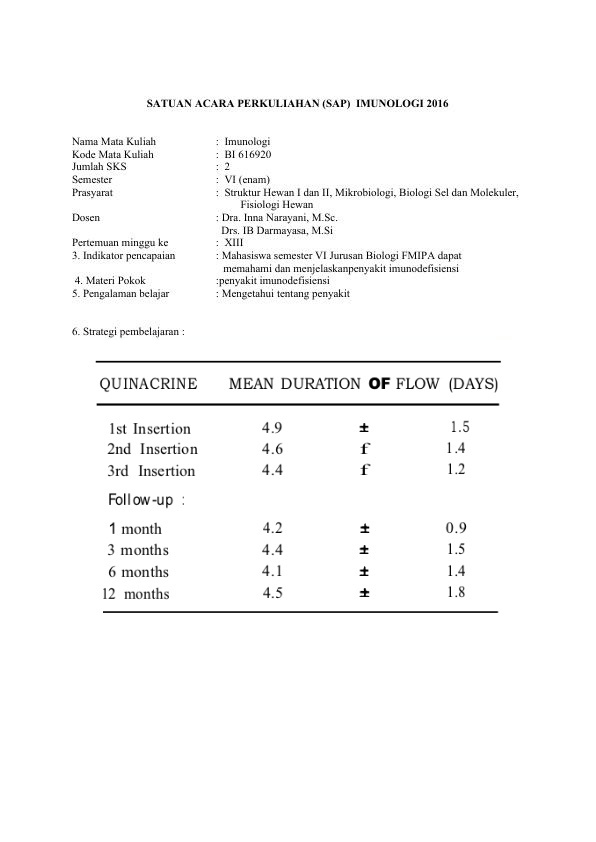 SATUAN ACARA PERKULIAHAN (SAP) IMUNOLOGI 2016
Nama Mata Kuliah : Imunologi
Kode Mata Kuliah : BI 616920
Jumlah SKS : 2
Semester : VI (enam)
Prasyarat : Struktur Hewan I dan II, Mikrobiologi, Biologi Sel dan Molekuler,
Fisiologi Hewan
Dosen : Dra. Inna Narayani, M.Sc.
Drs. IB Darmayasa, M.Si
Pertemuan minggu ke : XIII
3. Indikator pencapaian : Mahasiswa semester VI Jurusan Biologi FMIPA dapat
memahami dan menjelaskanpenyakit imunodefisiensi
4. Materi Pokok :penyakit imunodefisiensi
5. Pengalaman belajar : Mengetahui tentang penyakit
6. Strategi pembelajaran :
QUINACRINE MEAN DURATION OF FLOW (DAYS)
1st Insertion 4.9 ± 1.5
2nd Insertion 4.6 f 1.4
3rd Insertion 4.4 f 1.2
Follow-up :
1 month 4.2 ± 0.9
3 months 4.4 ± 1.5
6 months 4.1 ± 1.4
12 months 4.5 ± 1.8